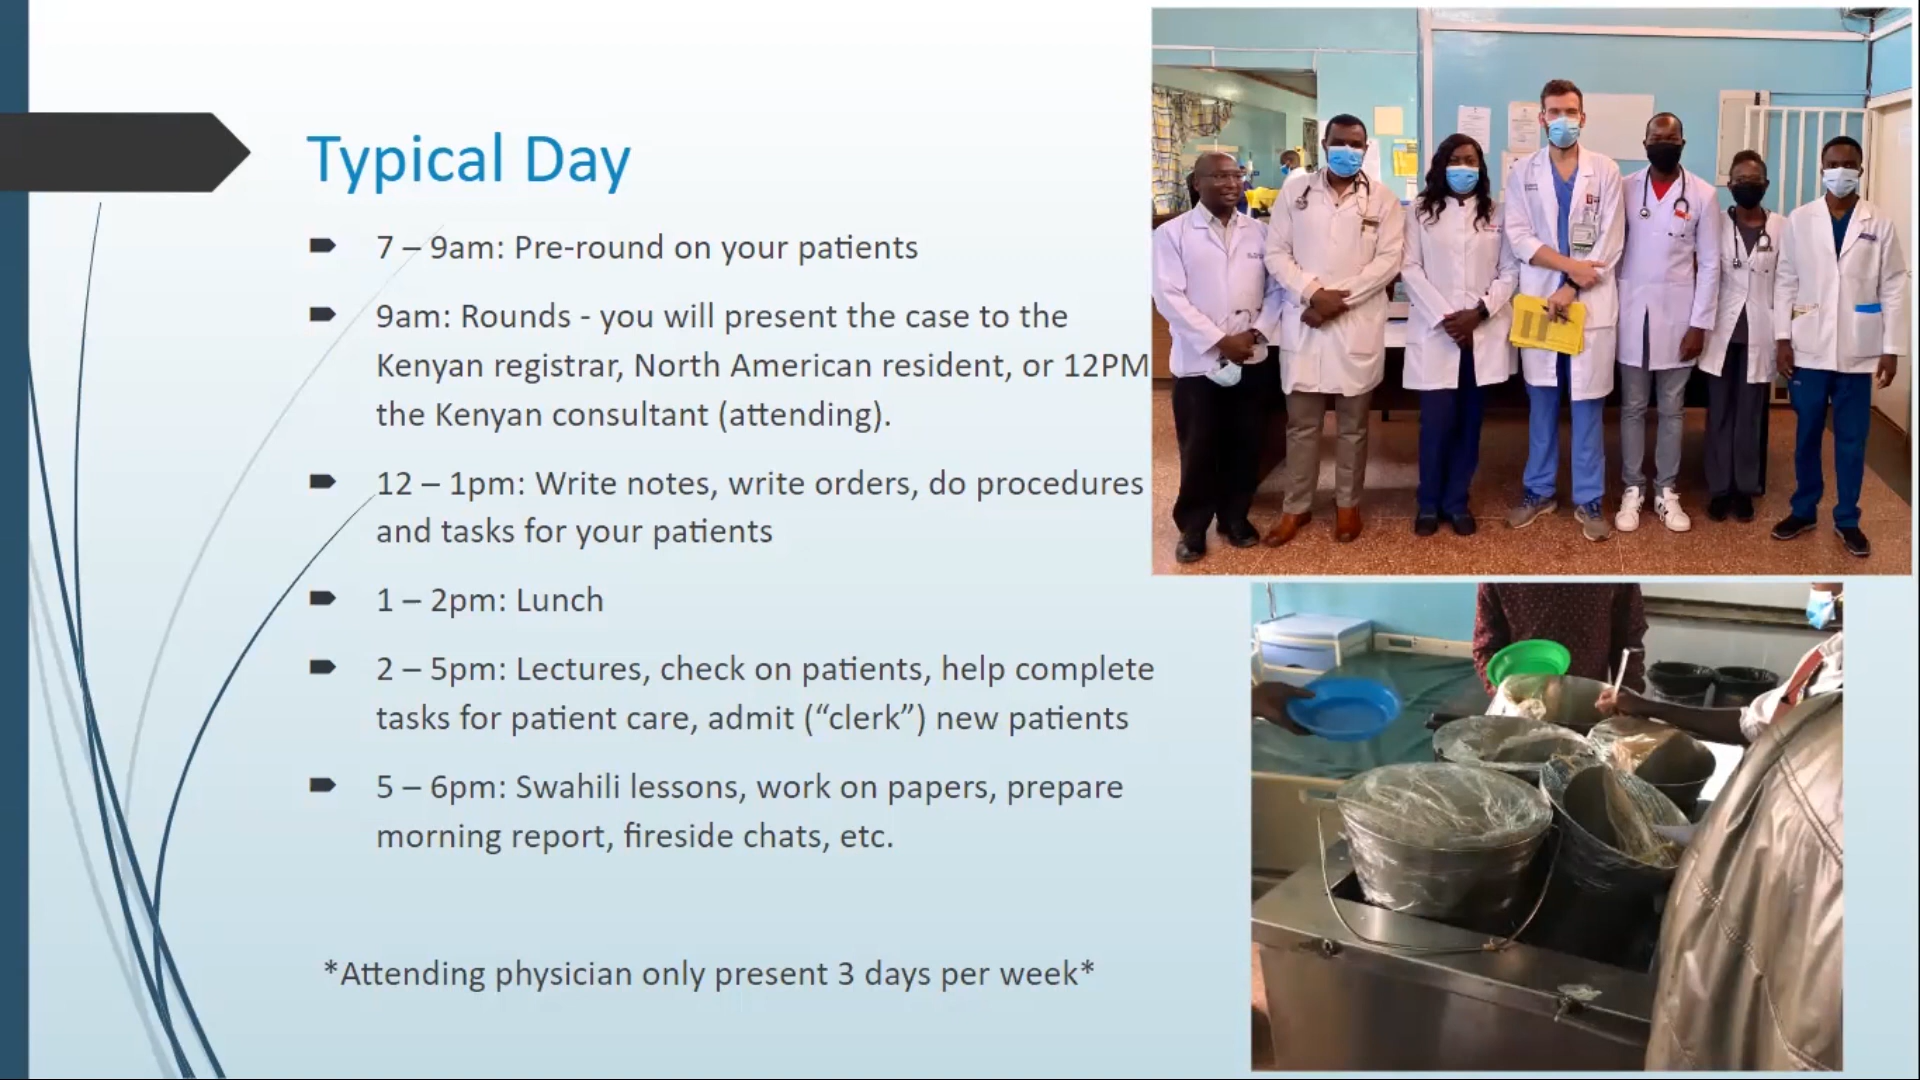 Typical Day
7 – 9am: Pre-round on your patients
9am: Rounds - you will present the case to the
Kenyan registrar, North American resident, or 12PM
the Kenyan consultant (attending).
12 – 1pm: Write notes, write orders, do procedures
and tasks for your patients
1 – 2pm: Lunch
2 – 5pm: Lectures, check on patients, help complete
tasks for patient care, admit (“clerk”) new patients
5 – 6pm: Swahili lessons, work on papers, prepare
morning report, fireside chats, etc.
*Attending physician only present 3 days per week*